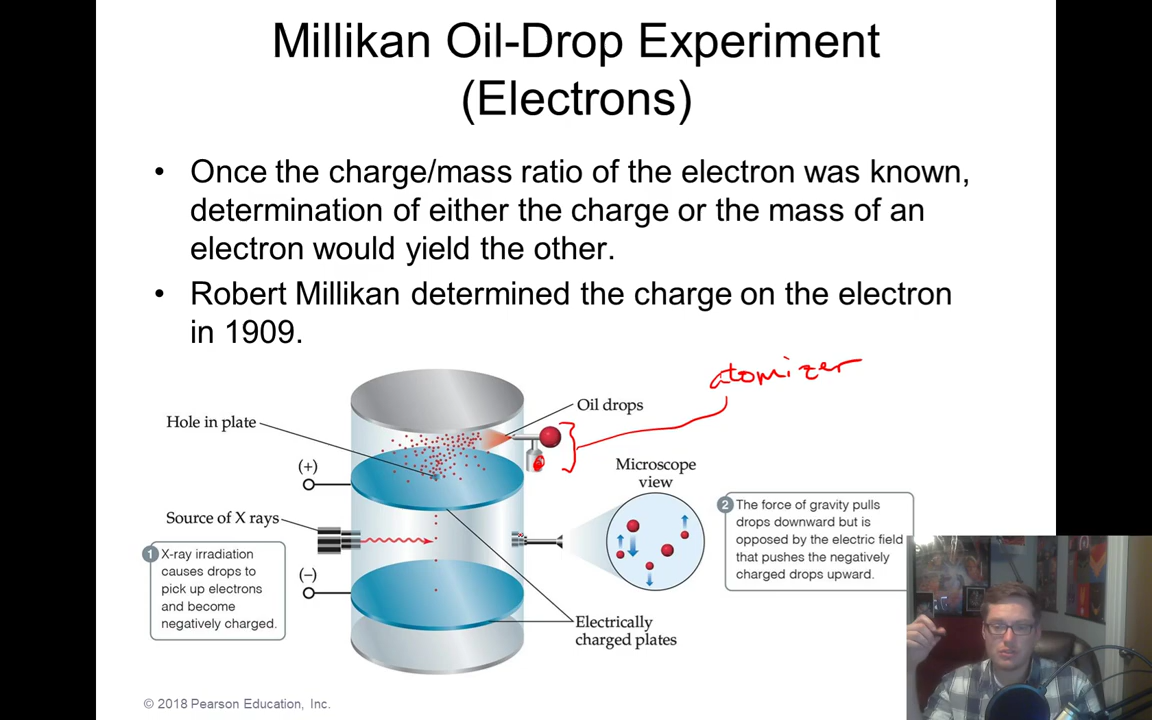 Millikan Oil-Drop Experiment
(Electrons)
• Once the charge/mass ratio of the electron was known,
determination of either the charge or the mass of an
electron would yield the other.
• Robert Millikan determined the charge on the electron
in 1909.
atomizer
Oil drops
Hole in plate
(+)
Microscope
view
Source of X rays
2 The force of gravity pulls
drops downward but is
opposed by the electric field
that pushes the negatively
charged drops upward.
1 X-ray irradiation
causes drops to
pick up electrons
and become
negatively charged.
(–)
Electrically
charged plates
© 2018 Pearson Education, Inc.